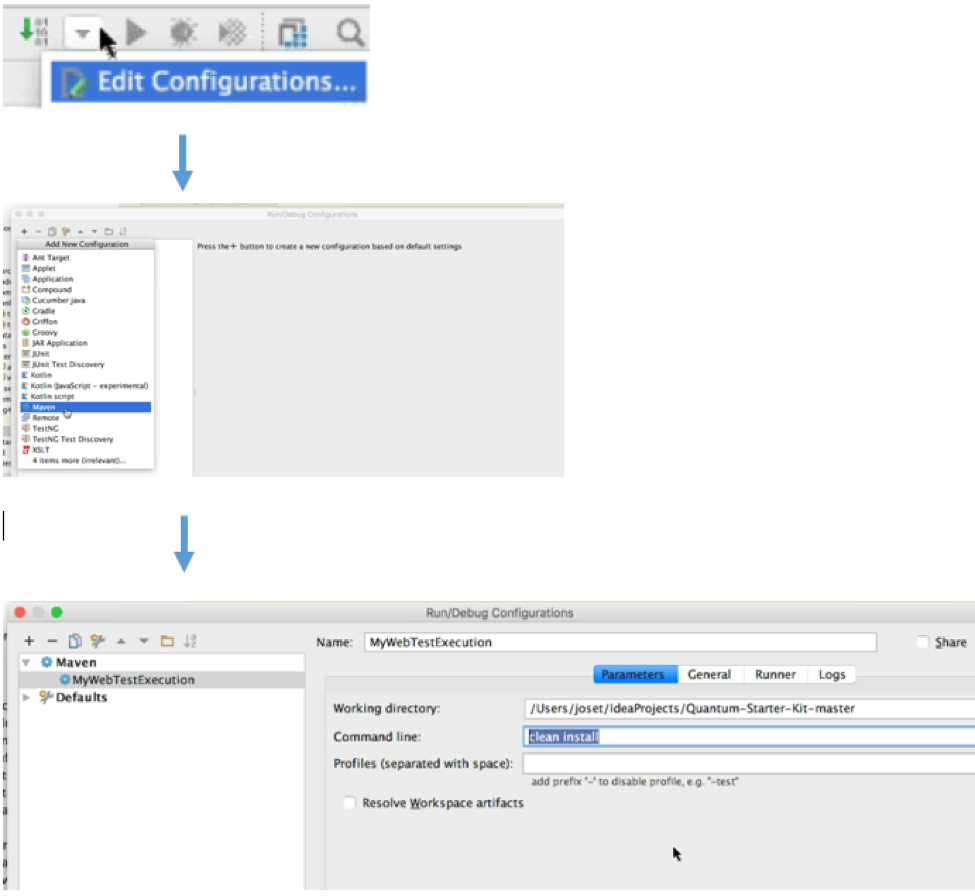 Edit Configurations...
Run/Debug Configurations
Add New Configuration
Press the + button to create a new configuration based on default settings
Ant Target
Applet
Application
Compound
Cucumber java
Gradle
Griffon
Groovy
JAR Application
JUnit
JUnit Test Discovery
Kotlin
Kotlin (JavaScript - experimental)
Kotlin script
Maven
Remote
TestNG
TestNG Test Discovery
XSLT
4 items more (irrelevant)...
Run/Debug Configurations
Name: MyWebTestExecution
Share
Maven
MyWebTestExecution
Defaults
Parameters General Runner Logs
Working directory: /Users/joset/IdeaProjects/Quantum-Starter-Kit-master
Command line: clean install
Profiles (separated with space):
add prefix '-' to disable profile, e.g. "-test"
Resolve Workspace artifacts